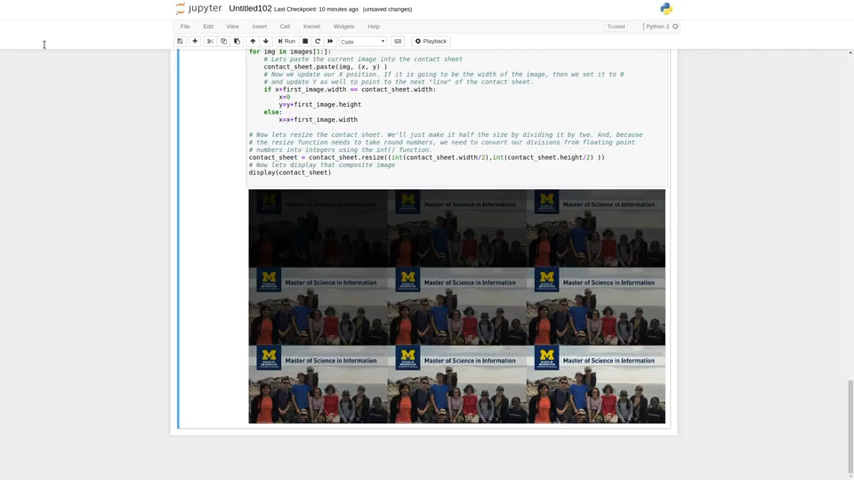 jupyter Untitled102 Last Checkpoint: 10 minutes ago (unsaved changes)
File Edit View Insert Cell Kernel Widgets Help Trusted Python 3
Run Code Playback
for img in images[1:]:
# Lets paste the current image into the contact sheet
contact_sheet.paste(img, (x, y) )
# Now we update our X position. If it is going to be the width of the image, then we set it to 0
# and update Y as well to point to the next "line" of the contact sheet.
if x+first_image.width == contact_sheet.width:
x=0
y=y+first_image.height
else:
x=x+first_image.width
# Now lets resize the contact sheet. We'll just make it half the size by dividing it by two. And, because
# the resize function needs to take round numbers, we need to convert our divisions from floating point
# numbers into integers using the int() function.
contact_sheet = contact_sheet.resize((int(contact_sheet.width/2),int(contact_sheet.height/2) ))
# Now lets display that composite image
display(contact_sheet)
Master of Science in Information Master of Science in Information Master of Science in Information
M Master of Science in Information M Master of Science in Information M Master of Science in Information
M Master of Science in Information M Master of Science in Information M Master of Science in Information